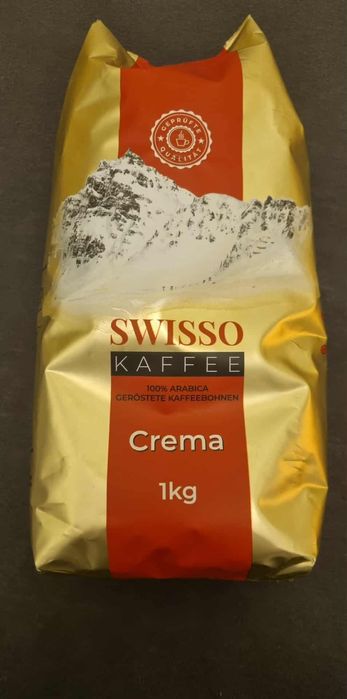 GEPRÜFTE
QUALITÄT
SWISSO
KAFFEE
100% ARABICA
GERÖSTETE KAFFEEBOHNEN
Crema
1kg